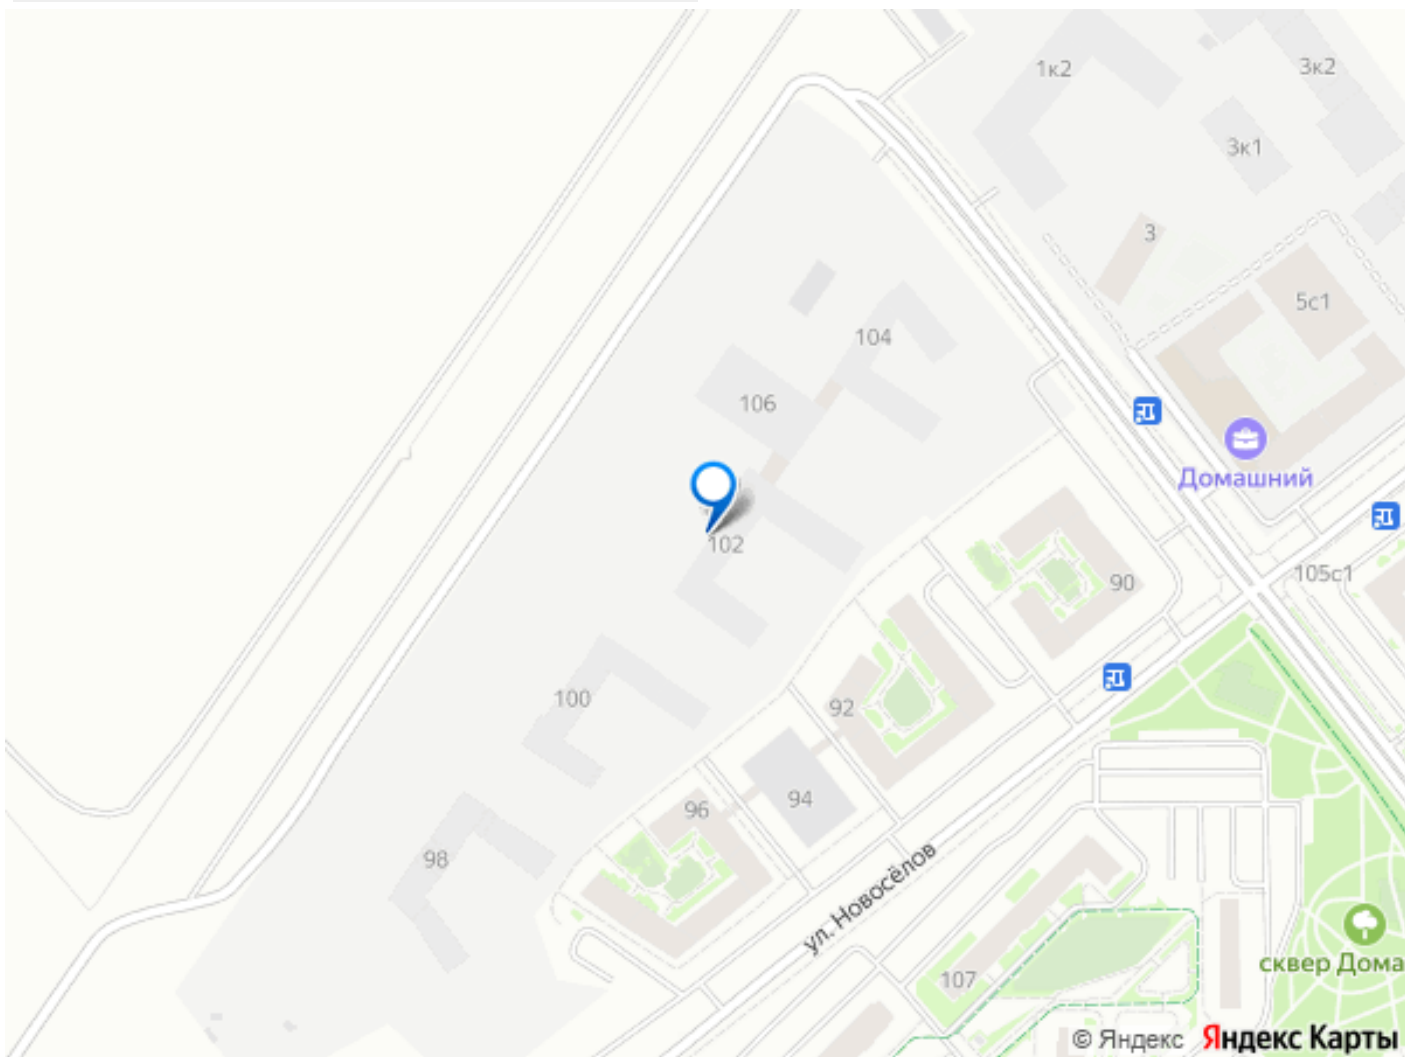 1к2
3к2
3к1
3
5с1
104
106
Домашний
102
90
105с1
100
92
94
96
98
ул. Новосёлов
сквер Дома
107
© Яндекс Яндекс Карты